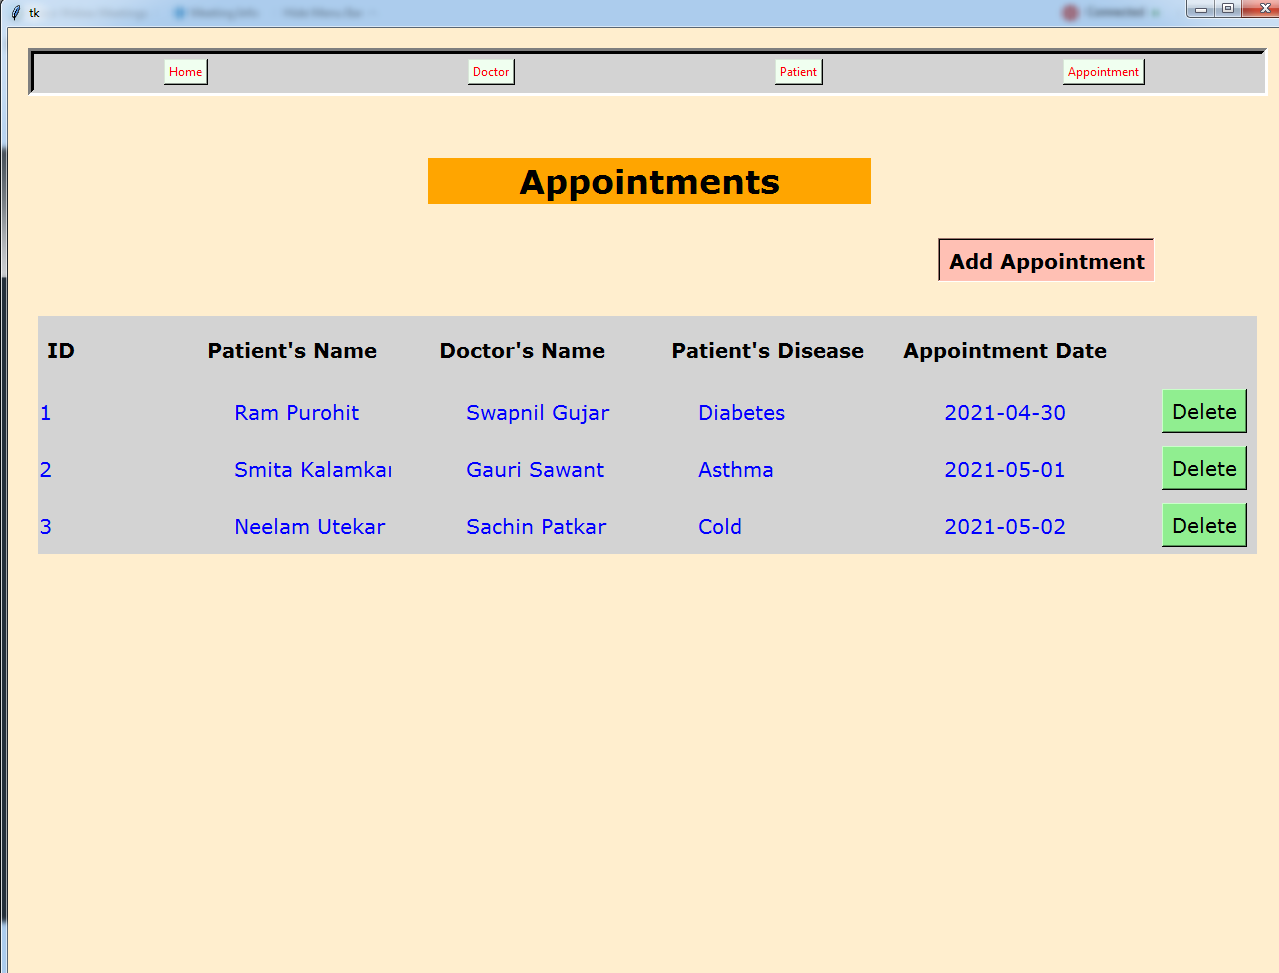 tk
Home Doctor Patient Appointment
Appointments
Add Appointment
ID Patient's Name Doctor's Name Patient's Disease Appointment Date
1 Ram Purohit Swapnil Gujar Diabetes 2021-04-30 Delete
2 Smita Kalamkar Gauri Sawant Asthma 2021-05-01 Delete
3 Neelam Utekar Sachin Patkar Cold 2021-05-02 Delete